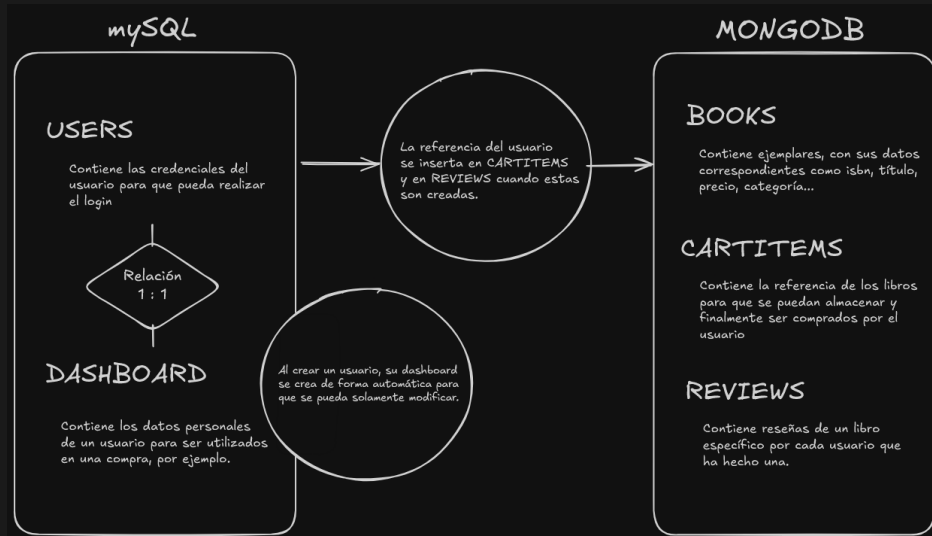 mySQL
USERS
Contiene las credenciales del
usuario para que pueda realizar
el login
Relación
1 : 1
DASHBOARD
Contiene los datos personales
de un usuario para ser utilizados
en una compra, por ejemplo.
La referencia del usuario
se inserta en CARTITEMS
y en REVIEWS cuando estas
son creadas.
Al crear un usuario, su dashboard
se crea de forma automática para
que se pueda solamente modificar.
MONGODB
BOOKS
Contiene ejemplares, con sus datos
correspondientes como isbn, título,
precio, categoría...
CARTITEMS
Contiene la referencia de los libros
para que se puedan almacenar y
finalmente ser comprados por el
usuario
REVIEWS
Contiene reseñas de un libro
específico por cada usuario que
ha hecho una.